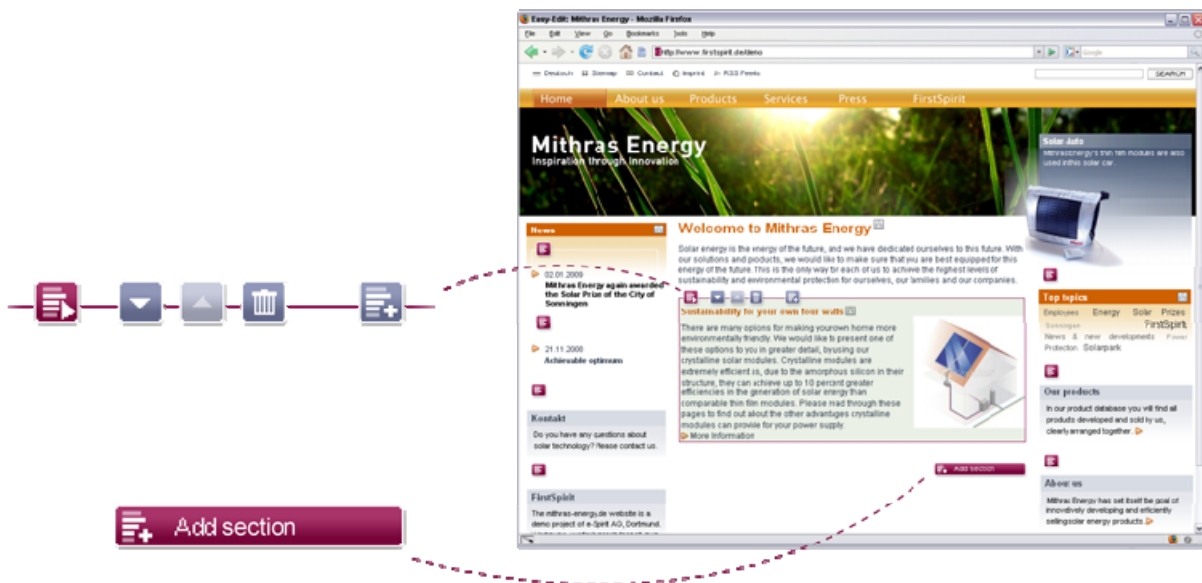 Add section
Easy-Edit: Mithras Energy - Mozilla Firefox
File Edit View Go Bookmarks Tools Help
http://www.firstspirit.de/demo
Google
Deutsch Sitemap Contact Imprint RSS Feeds
SEARCH
Home About us Products Services Press FirstSpirit
Mithras Energy
Inspiration through Innovation
Solar Auto
MithrasEnergy's thin film modules are also
used inthis solar car.
News
02.01.2009
Mithras Energy again awarded
the Solar Prize of the City of
Sonningen
21.11.2008
Achievable optimum
Kontakt
Do you have any questions about
solar technology? Please contact us.
FirstSpirit
The mithras-energy.de website is a
demo project of e-Spirit AG, Dortmund.
Welcome to Mithras Energy
Solar energy is the energy of the future, and we have dedicated ourselves to this future. With
our solutions and products, we would like to make sure that you are best equipped for this
energy of the future. This is the only way for each of us to achieve the highest levels of
sustainability and environmental protection for ourselves, our families and our companies.
Sustainability for your own four walls
There are many options for making yourown home more
environmentally friendly. We would like to present one of
these options to you in greater detail, byusing our
crystalline solar modules. Crystalline modules are
extremely efficient is, due to the amorphous silicon in their
structure, they can achieve up to 10 percent greater
efficiencies in the generation of solar energy than
comparable thin film modules. Please read through these
pages to find out about the other advantages crystalline
modules can provide for your power supply.
More Information
Add section
Top topics
Employees Energy Solar Prizes
Sonningen FirstSpirit
News & new developments Power
Protection Solarpark
Our products
In our product database you will find all
products developed and sold by us,
clearly arranged together.
About us
Mithras Energy has set itself the goal of
innovatively developing and efficiently
sellingsolar energy products.